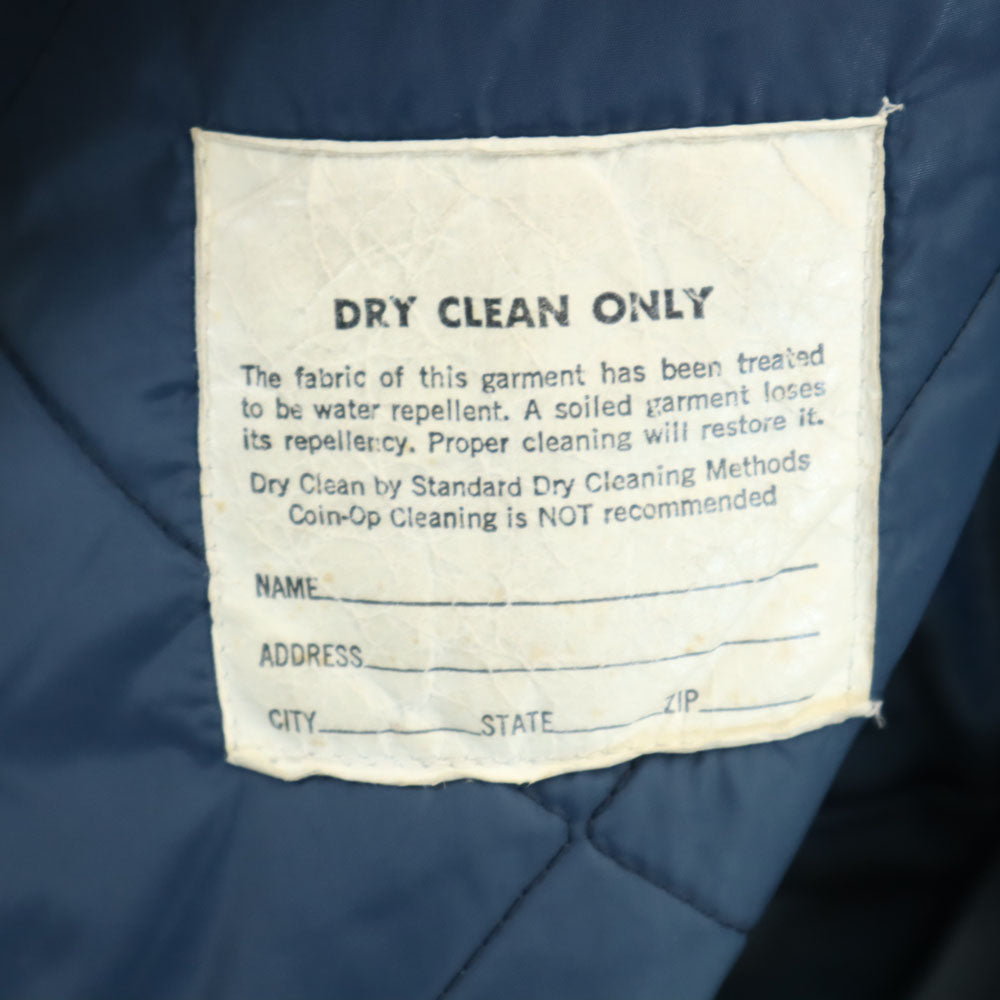 DRY CLEAN ONLY
The fabric of this garment has been treated
to be water repellent. A soiled garment loses
its repellency. Proper cleaning will restore it.
Dry Clean by Standard Dry Cleaning Methods
Coin-Op Cleaning is NOT recommended
NAME
ADDRESS
CITY STATE ZIP